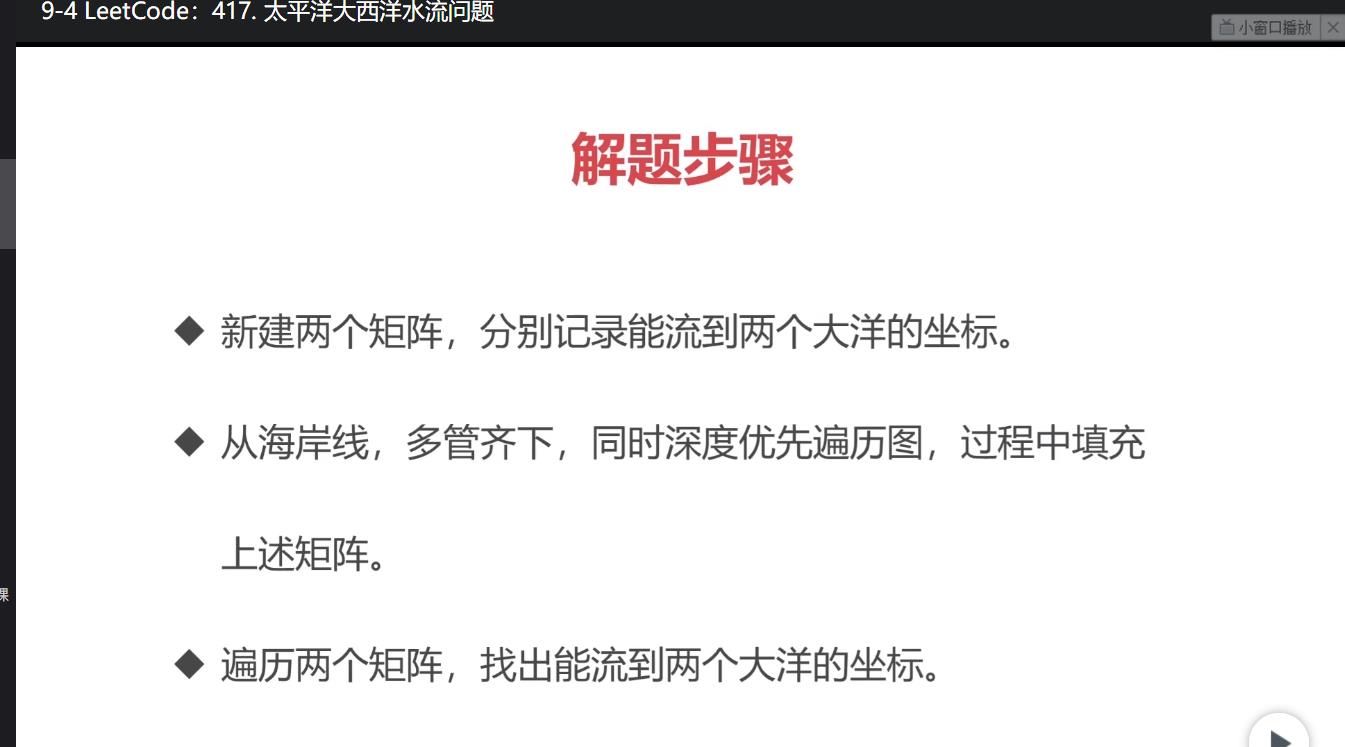 9-4 LeetCode：417. 太平洋大西洋水流问题
小窗口播放
解题步骤
◆ 新建两个矩阵，分别记录能流到两个大洋的坐标。
◆ 从海岸线，多管齐下，同时深度优先遍历图，过程中填充
上述矩阵。
课
◆ 遍历两个矩阵，找出能流到两个大洋的坐标。